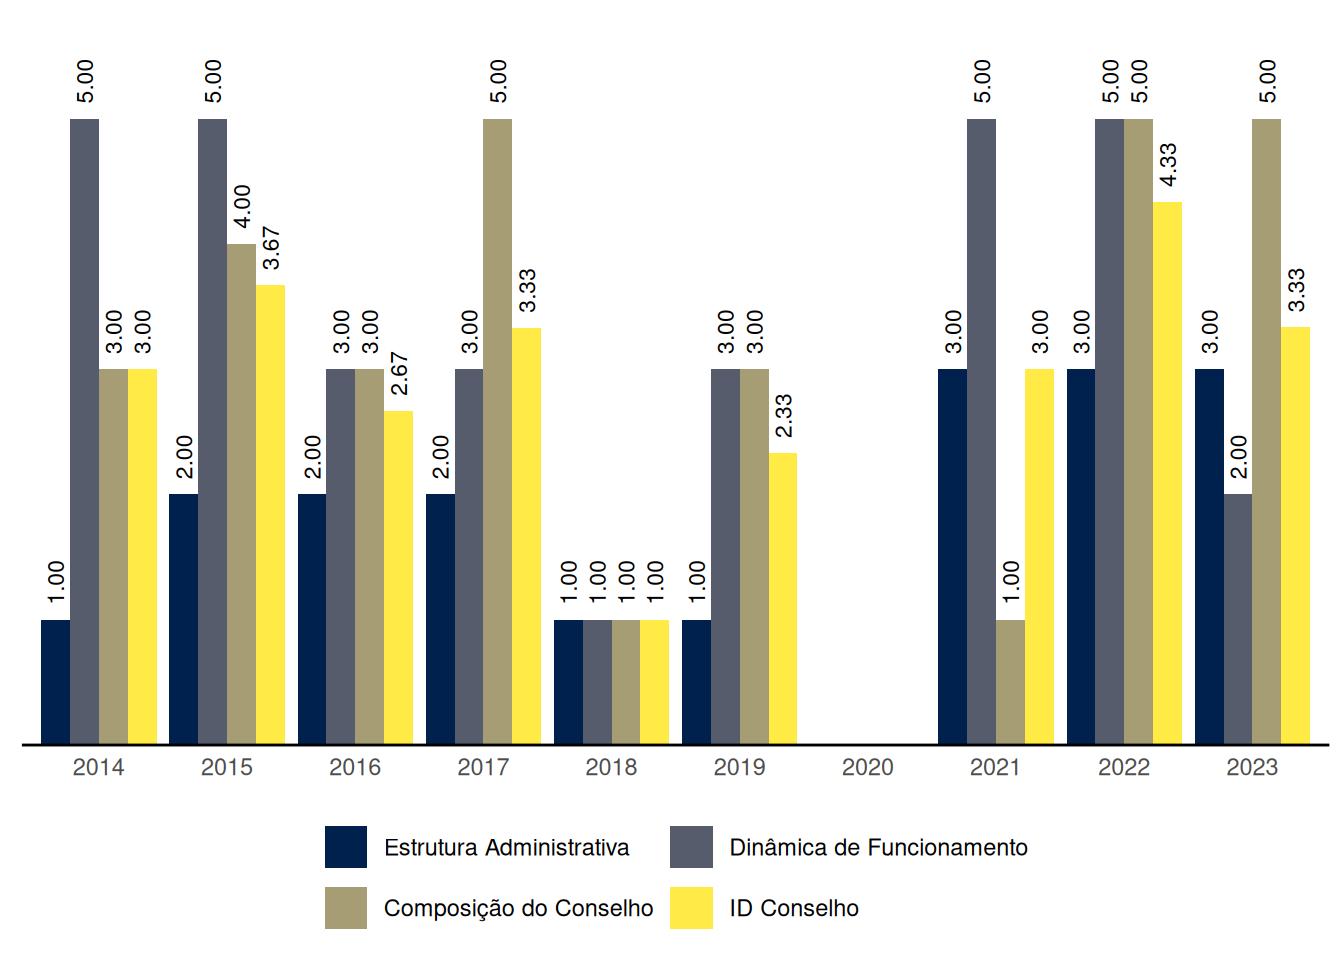 1.00 5.00 3.00 3.00 2.00 5.00 4.00 3.67 2.00 3.00 3.00 2.67 2.00 3.00 5.00 3.33 1.00 1.00 1.00 1.00 1.00 3.00 3.00 2.33 3.00 5.00 1.00 3.00 3.00 5.00 5.00 4.33 3.00 2.00 5.00 3.33
2014 2015 2016 2017 2018 2019 2020 2021 2022 2023
Estrutura Administrativa Dinâmica de Funcionamento
Composição do Conselho ID Conselho